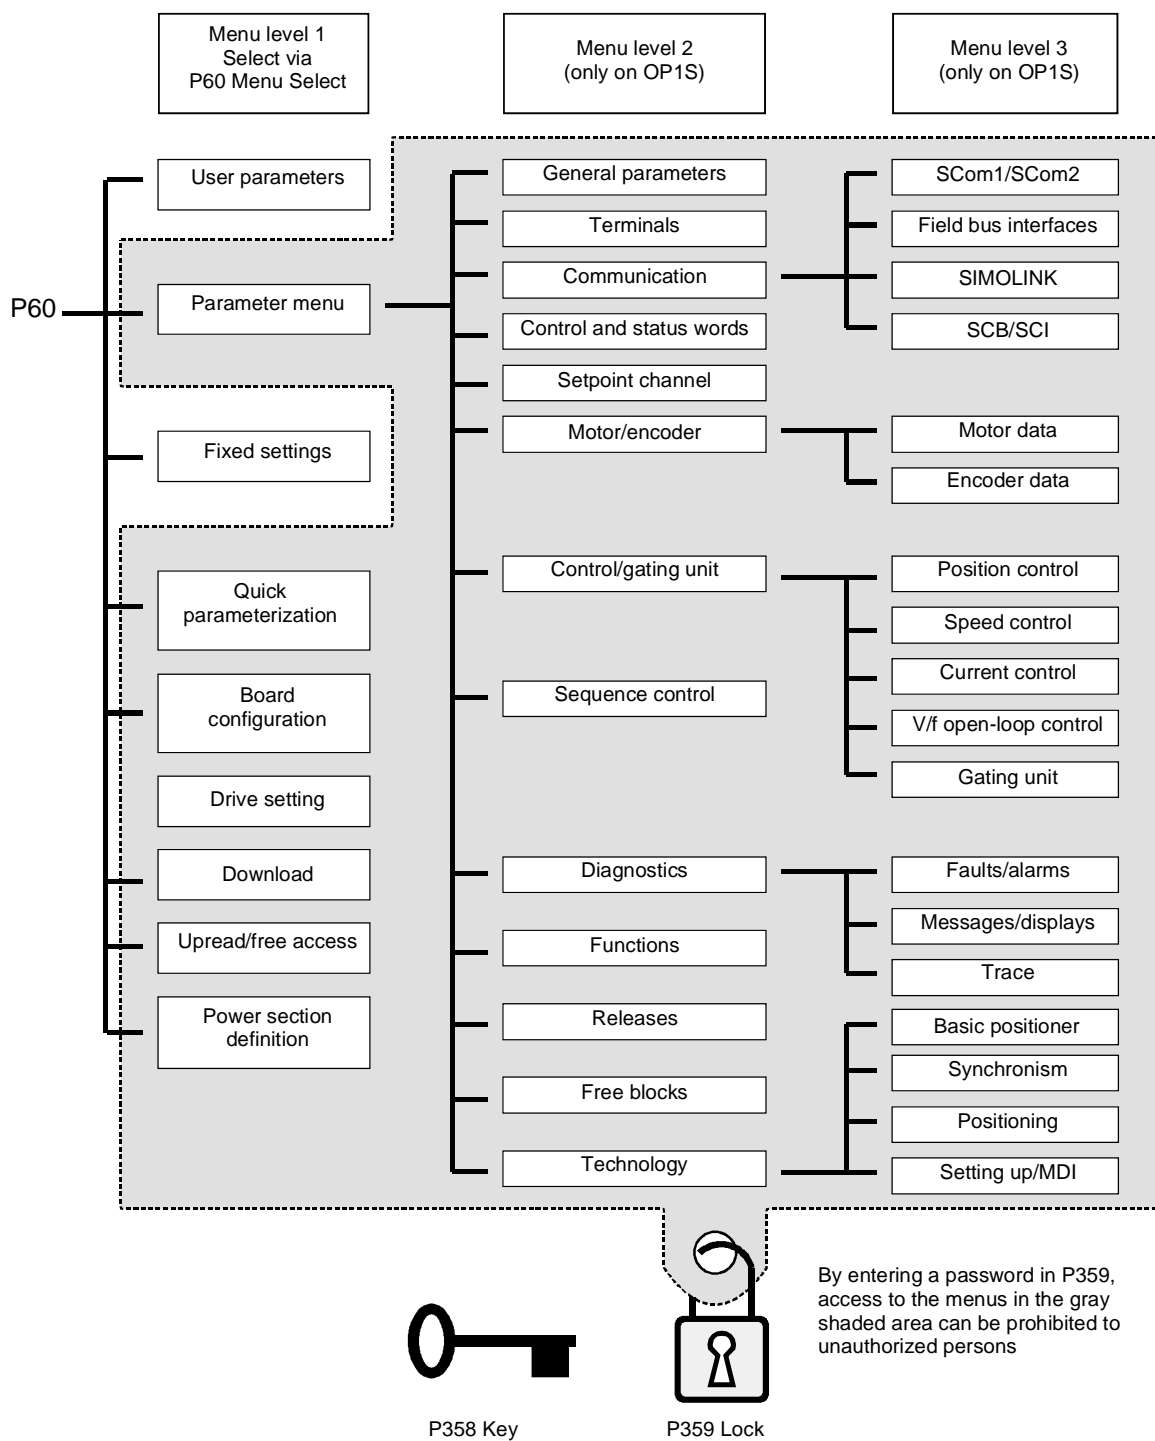 Menu level 1
Select via
P60 Menu Select
Menu level 2
(only on OP1S)
Menu level 3
(only on OP1S)
User parameters
General parameters
SCom1/SCom2
Terminals
Field bus interfaces
P60
Parameter menu
Communication
SIMOLINK
Control and status words
SCB/SCI
Setpoint channel
Fixed settings
Motor/encoder
Motor data
Encoder data
Quick
parameterization
Control/gating unit
Position control
Speed control
Board
configuration
Sequence control
Current control
V/f open-loop control
Drive setting
Gating unit
Download
Diagnostics
Faults/alarms
Upread/free access
Functions
Messages/displays
Trace
Power section
definition
Releases
Basic positioner
Synchronism
Free blocks
Positioning
Technology
Setting up/MDI
By entering a password in P359,
access to the menus in the gray
shaded area can be prohibited to
unauthorized persons
P358 Key
P359 Lock